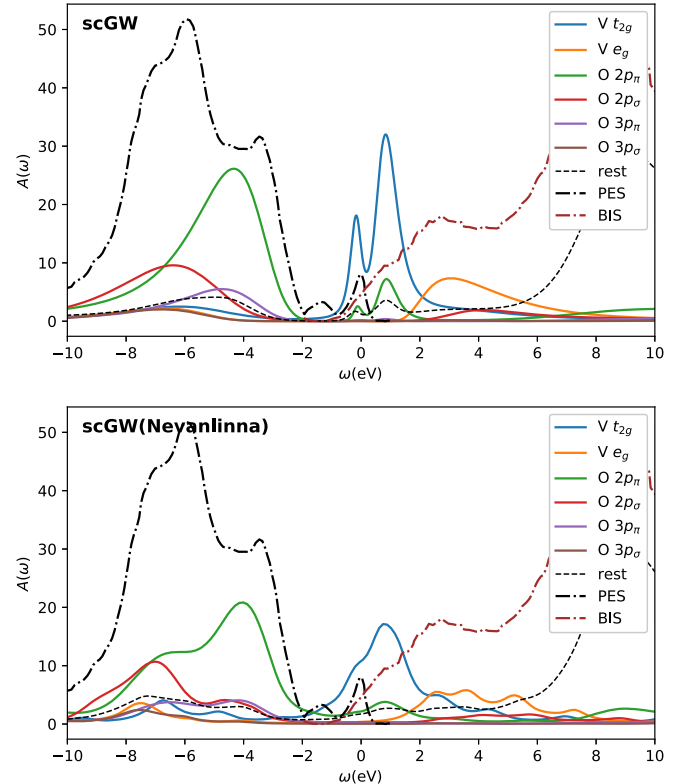 scGW
50
40
30
20
10
0
A(ω)
−10 −8 −6 −4 −2 0 2 4 6 8 10
ω(eV)
V t₂g
V eg
O 2pπ
O 2pσ
O 3pπ
O 3pσ
rest
PES
BIS
scGW(Nevanlinna)
50
40
30
20
10
0
A(ω)
−10 −8 −6 −4 −2 0 2 4 6 8 10
ω(eV)
V t₂g
V eg
O 2pπ
O 2pσ
O 3pπ
O 3pσ
rest
PES
BIS